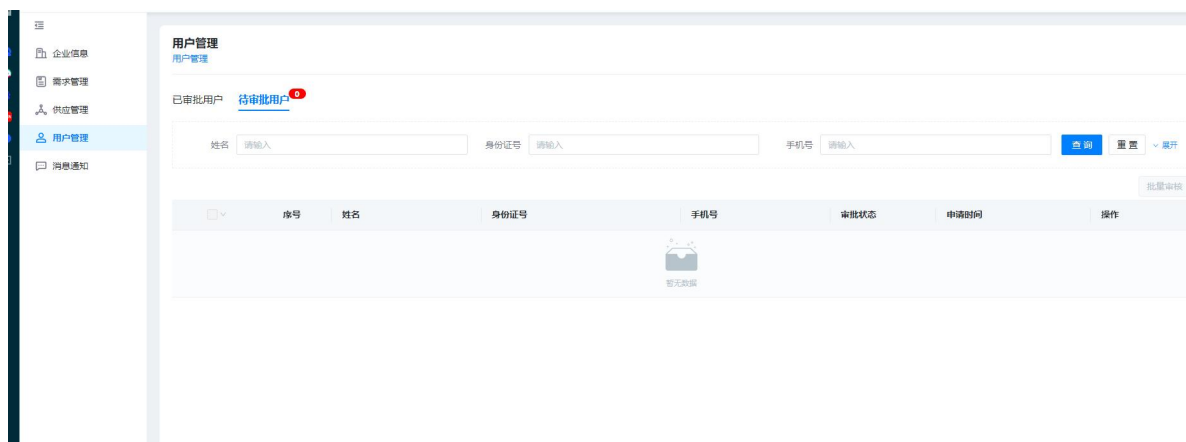 企业信息
需求管理
供应管理
用户管理
消息通知
用户管理
用户管理
已审批用户 待审批用户 0
姓名 请输入 身份证号 请输入 手机号 请输入 查 询 重 置 展开
批量审核
序号 姓名 身份证号 手机号 审批状态 申请时间 操作
暂无数据